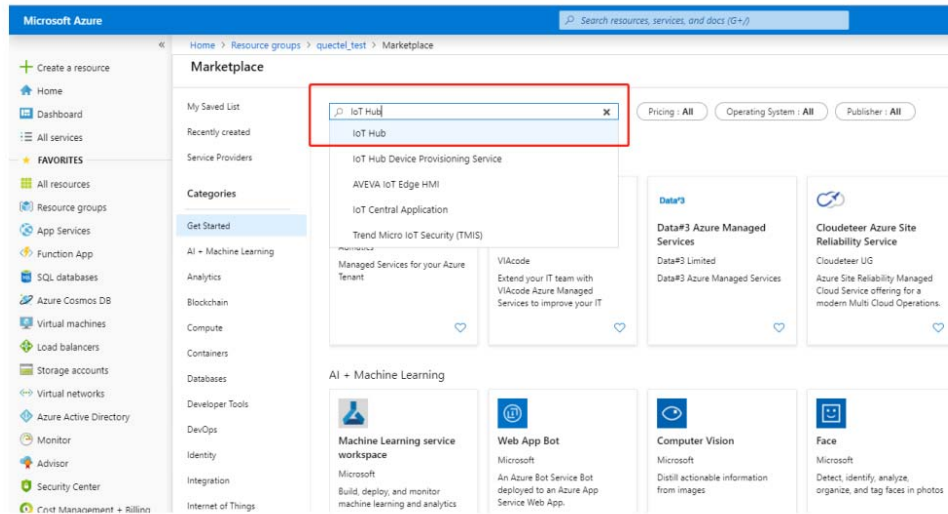 Microsoft Azure
Search resources, services, and docs (G+/)
«
Create a resource
Home
Dashboard
All services
FAVORITES
All resources
Resource groups
App Services
Function App
SQL databases
Azure Cosmos DB
Virtual machines
Load balancers
Storage accounts
Virtual networks
Azure Active Directory
Monitor
Advisor
Security Center
Cost Management + Billing
Home > Resource groups > quectel_test > Marketplace
Marketplace
My Saved List
Recently created
Service Providers
Categories
Get Started
AI + Machine Learning
Analytics
Blockchain
Compute
Containers
Databases
Developer Tools
DevOps
Identity
Integration
Internet of Things
IoT Hub
Pricing : All
Operating System : All
Publisher : All
IoT Hub
IoT Hub Device Provisioning Service
AVEVA IoT Edge HMI
IoT Central Application
Trend Micro IoT Security (TMIS)
Managed Services for your Azure
Tenant
VIAcode
Extend your IT team with
VIAcode Azure Managed
Services to improve your IT
Data#3
Data#3 Azure Managed
Services
Data#3 Limited
Data#3 Azure Managed Services
Cloudeteer Azure Site
Reliability Service
Cloudeteer UG
Azure Site Reliability Managed
Cloud Service offering for a
modern Multi Cloud Operations.
AI + Machine Learning
Machine Learning service
workspace
Microsoft
Build, deploy, and monitor
machine learning and analytics
Web App Bot
Microsoft
An Azure Bot Service Bot
deployed to an Azure App
Service Web App.
Computer Vision
Microsoft
Distill actionable information
from images
Face
Microsoft
Detect, identify, analyze,
organize, and tag faces in photos